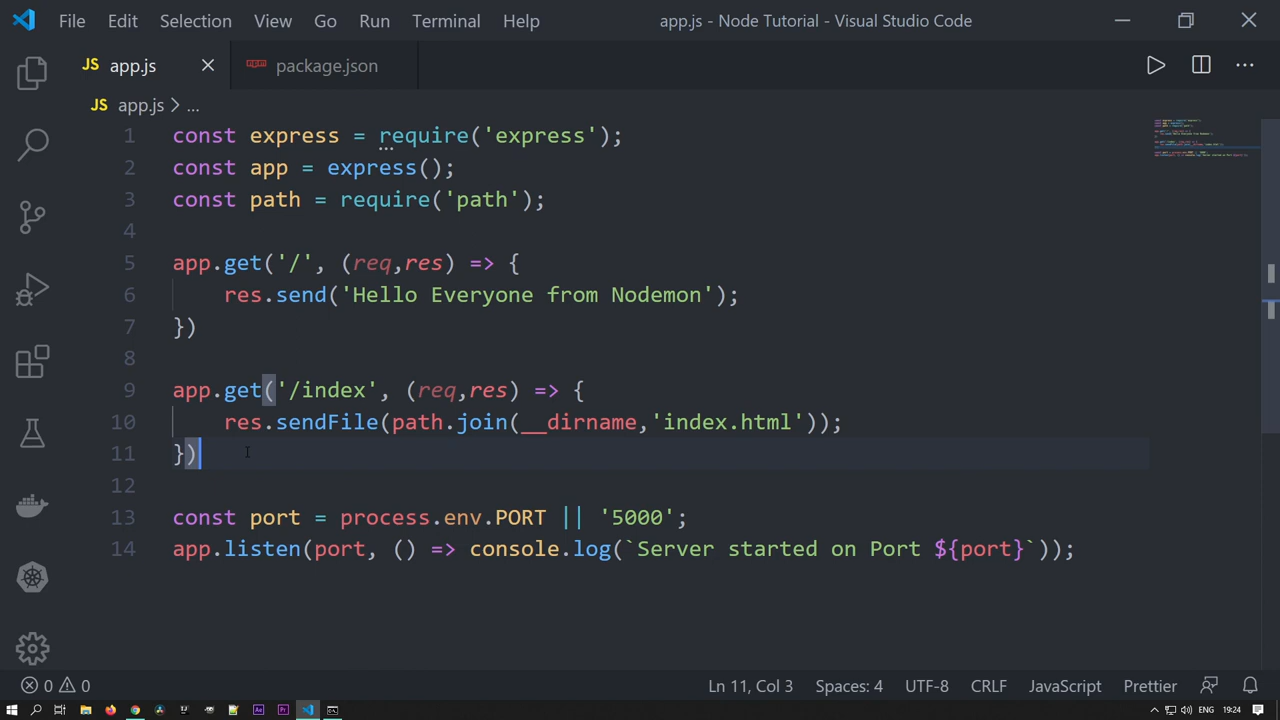 File Edit Selection View Go Run Terminal Help app.js - Node Tutorial - Visual Studio Code
JS app.js package.json
JS app.js > ...
1 const express = require('express');
2 const app = express();
3 const path = require('path');
4
5 app.get('/', (req,res) => {
6     res.send('Hello Everyone from Nodemon');
7 })
8
9 app.get('/index', (req,res) => {
10     res.sendFile(path.join(__dirname,'index.html'));
11 })
12
13 const port = process.env.PORT || '5000';
14 app.listen(port, () => console.log(`Server started on Port ${port}`));
0 0 Ln 11, Col 3 Spaces: 4 UTF-8 CRLF JavaScript Prettier
ENG 19:24